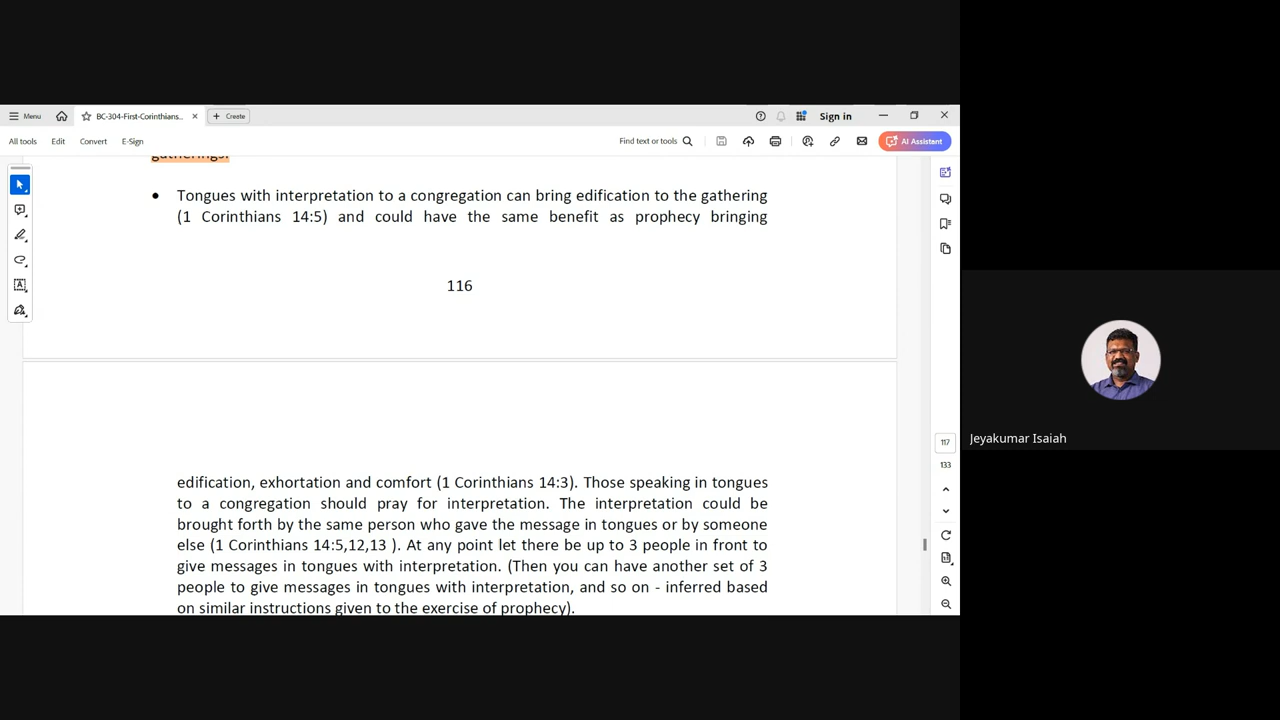 Menu
BC-304-First-Corinthians..
Create
Sign in
All tools
Edit
Convert
E-Sign
Find text or tools
AI Assistant
gatherings.
• Tongues with interpretation to a congregation can bring edification to the gathering
(1 Corinthians 14:5) and could have the same benefit as prophecy bringing
116
edification, exhortation and comfort (1 Corinthians 14:3). Those speaking in tongues
to a congregation should pray for interpretation. The interpretation could be
brought forth by the same person who gave the message in tongues or by someone
else (1 Corinthians 14:5,12,13 ). At any point let there be up to 3 people in front to
give messages in tongues with interpretation. (Then you can have another set of 3
people to give messages in tongues with interpretation, and so on - inferred based
on similar instructions given to the exercise of prophecy).
117
133
Jeyakumar Isaiah